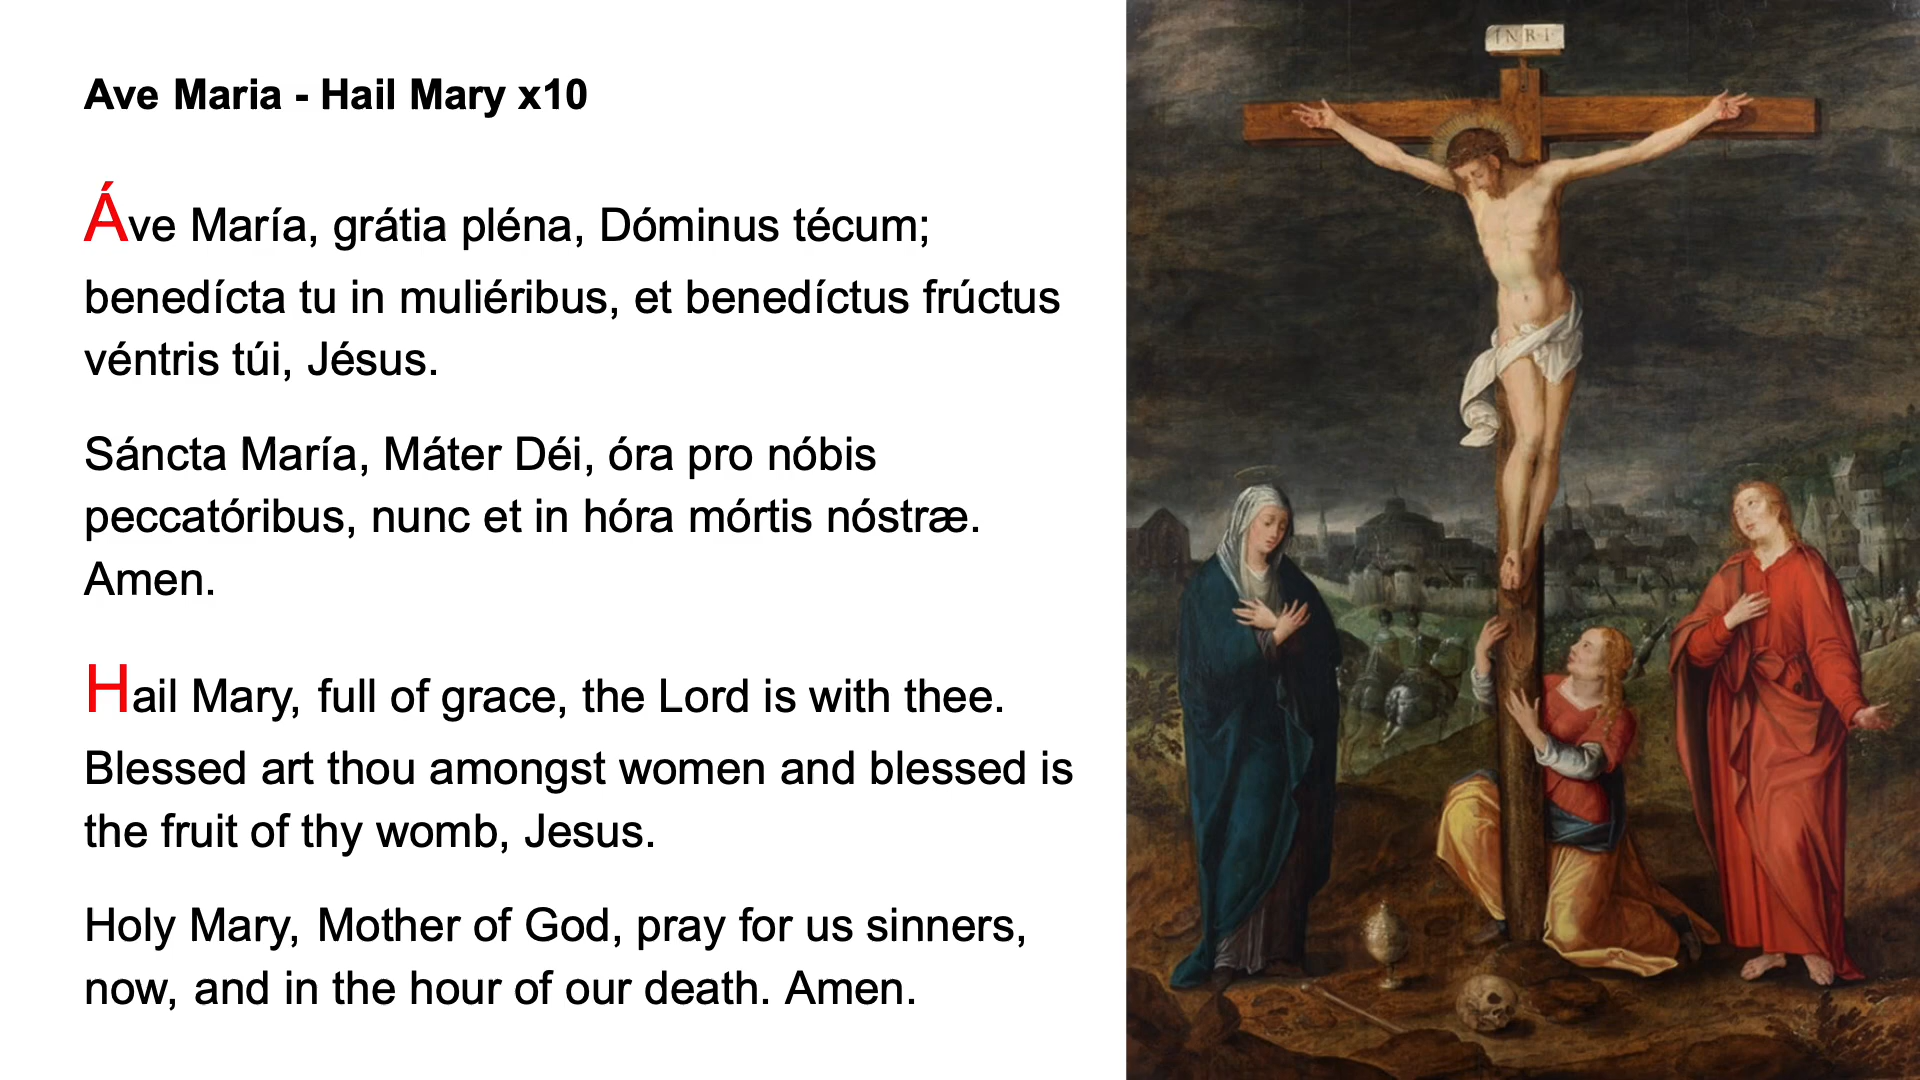 Ave Maria - Hail Mary x10
Áve María, grátia pléna, Dóminus técum;
benedícta tu in muliéribus, et benedíctus frúctus
véntris túi, Jésus.
Sáncta María, Máter Déi, óra pro nóbis
peccatóribus, nunc et in hóra mórtis nóstræ.
Amen.
Hail Mary, full of grace, the Lord is with thee.
Blessed art thou amongst women and blessed is
the fruit of thy womb, Jesus.
Holy Mary, Mother of God, pray for us sinners,
now, and in the hour of our death. Amen.
INRI